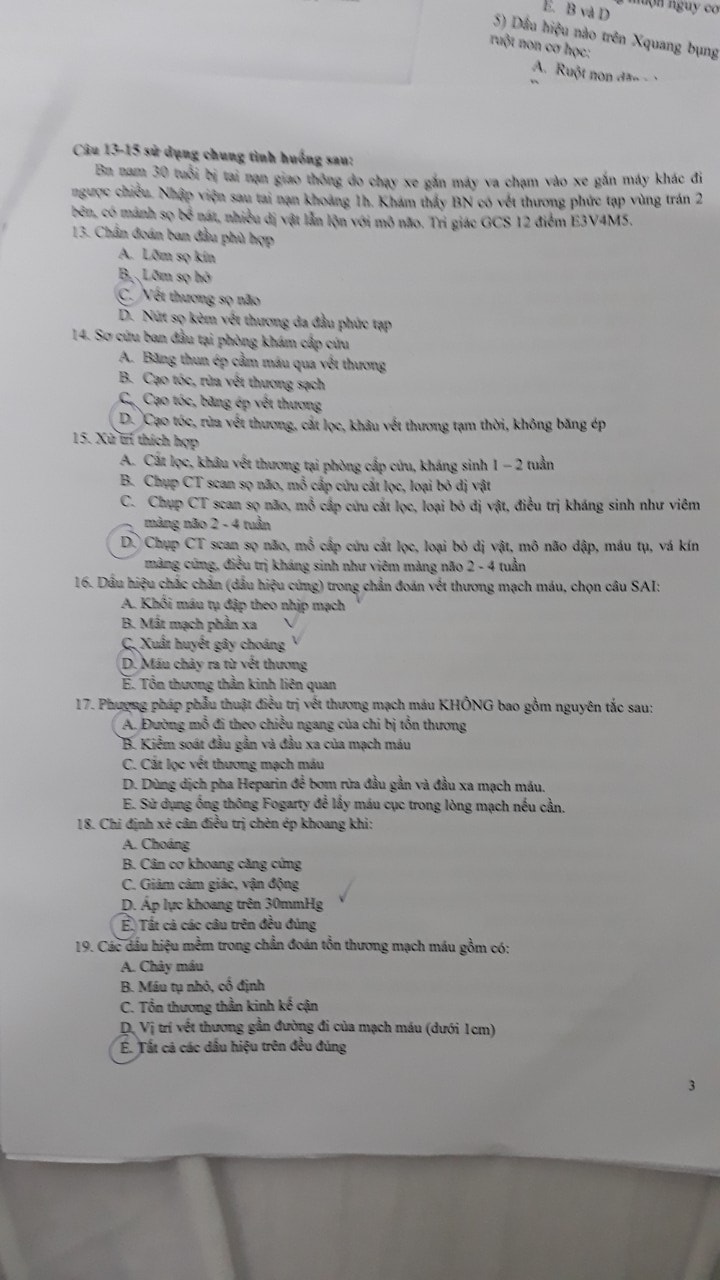 E. B và D
nguy cơ
5) Dấu hiệu nào trên Xquang bụng
ruột non cơ học:
A. Ruột non
Câu 13-15 sử dụng chung tình huống sau:
Bn nam 30 tuổi bị tai nạn giao thông do chạy xe gắn máy va chạm vào xe gắn máy khác đi
ngược chiều. Nhập viện sau tai nạn khoảng 1h. Khám thấy BN có vết thương phức tạp vùng trán 2
bên, có mảnh sọ bể nát, nhiều dị vật lẫn lộn với mô não. Tri giác GCS 12 điểm E3V4M5.
13. Chẩn đoán ban đầu phù hợp
A. Lõm sọ kín
B. Lõm sọ hở
C. Vết thương sọ não
D. Nứt sọ kèm vết thương da đầu phức tạp
14. Sơ cứu ban đầu tại phòng khám cấp cứu
A. Băng thun ép cầm máu qua vết thương
B. Cạo tóc, rửa vết thương sạch
C. Cạo tóc, băng ép vết thương
D. Cạo tóc, rửa vết thương, cắt lọc, khâu vết thương tạm thời, không băng ép
15. Xử trí thích hợp
A. Cắt lọc, khâu vết thương tại phòng cấp cứu, kháng sinh 1 – 2 tuần
B. Chụp CT scan sọ não, mổ cấp cứu cắt lọc, loại bỏ dị vật
C. Chụp CT scan sọ não, mổ cấp cứu cắt lọc, loại bỏ dị vật, điều trị kháng sinh như viêm
màng não 2 - 4 tuần
D. Chụp CT scan sọ não, mổ cấp cứu cắt lọc, loại bỏ dị vật, mô não dập, máu tụ, vá kín
màng cứng, điều trị kháng sinh như viêm màng não 2 - 4 tuần
16. Dấu hiệu chắc chắn (dấu hiệu cứng) trong chẩn đoán vết thương mạch máu, chọn câu SAI:
A. Khối máu tụ đập theo nhịp mạch
B. Mất mạch phần xa
C. Xuất huyết gây choáng
D. Máu chảy ra từ vết thương
E. Tổn thương thần kinh liên quan
17. Phương pháp phẫu thuật điều trị vết thương mạch máu KHÔNG bao gồm nguyên tắc sau:
A. Đường mổ đi theo chiều ngang của chi bị tổn thương
B. Kiểm soát đầu gần và đầu xa của mạch máu
C. Cắt lọc vết thương mạch máu
D. Dùng dịch pha Heparin để bơm rửa đầu gần và đầu xa mạch máu.
E. Sử dụng ống thông Fogarty để lấy máu cục trong lòng mạch nếu cần.
18. Chỉ định xẻ cân điều trị chèn ép khoang khi:
A. Choáng
B. Cân cơ khoang căng cứng
C. Giảm cảm giác, vận động
D. Áp lực khoang trên 30mmHg
E. Tất cả các câu trên đều đúng
19. Các dấu hiệu mềm trong chẩn đoán tổn thương mạch máu gồm có:
A. Chảy máu
B. Máu tụ nhỏ, cố định
C. Tổn thương thần kinh kế cận
D. Vị trí vết thương gần đường đi của mạch máu (dưới 1cm)
E. Tất cả các dấu hiệu trên đều đúng
3